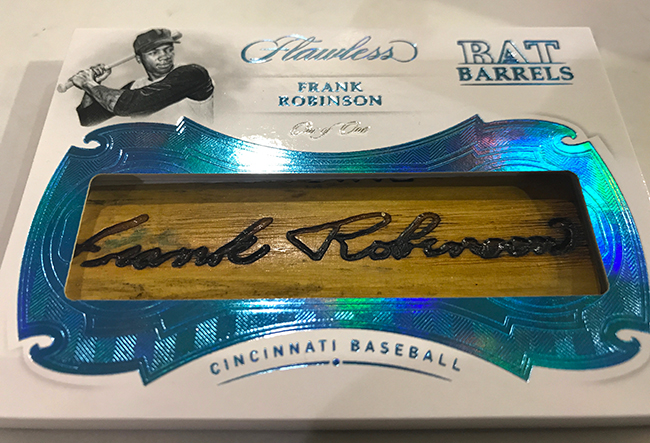 Flawless
BAT
BARRELS
FRANK
ROBINSON
One of One
Frank Robinson
CINCINNATI BASEBALL